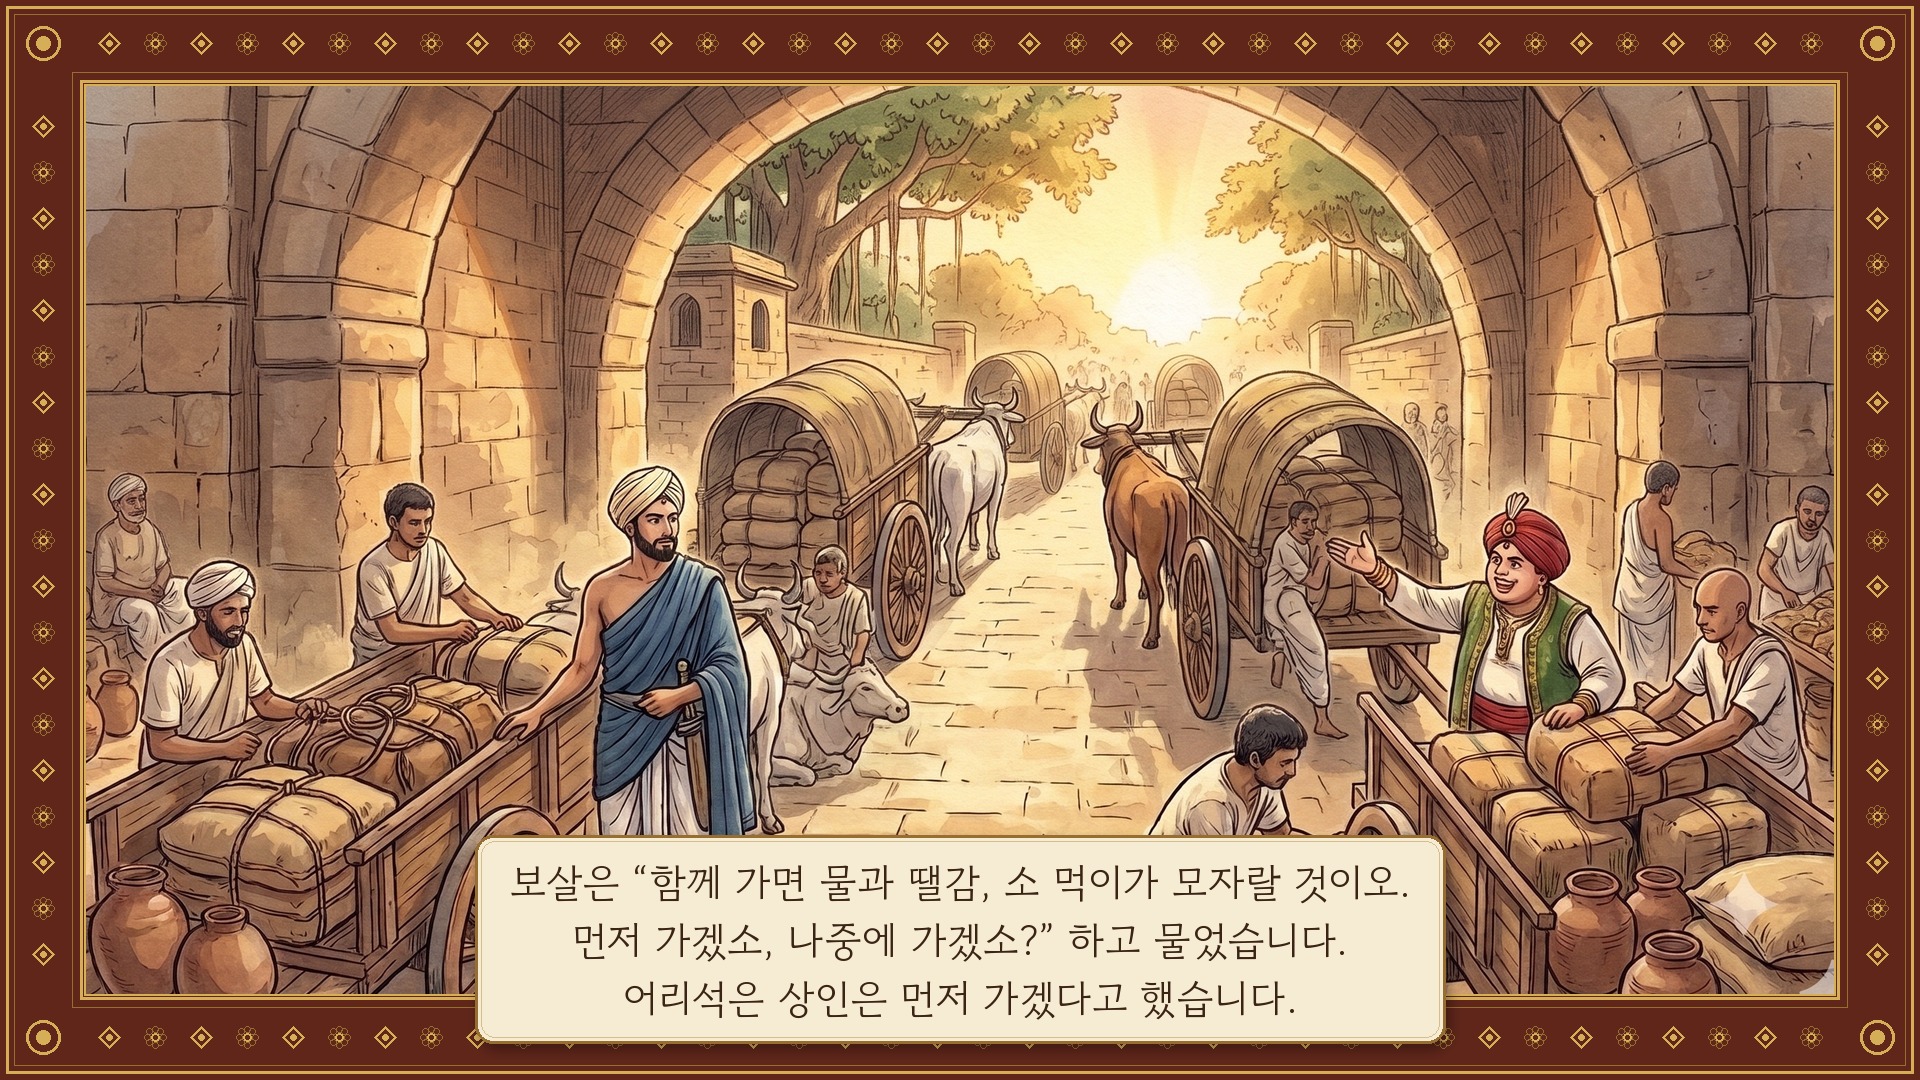 보살은 “함께 가면 물과 땔감, 소 먹이가 모자랄 것이오.
먼저 가겠소, 나중에 가겠소?” 하고 물었습니다.
어리석은 상인은 먼저 가겠다고 했습니다.